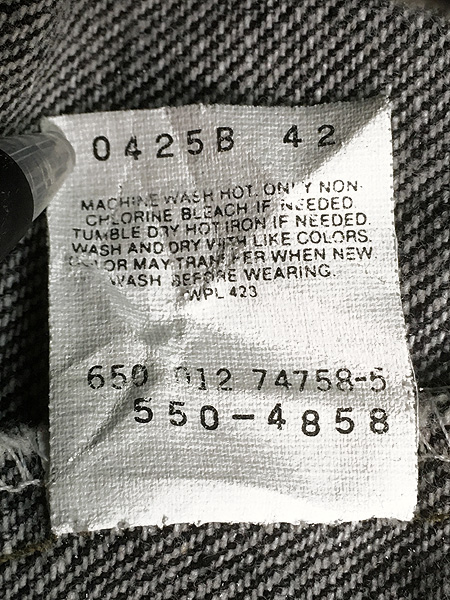 0425B 42
MACHINE WASH HOT. ONLY NON-
CHLORINE BLEACH IF NEEDED.
TUMBLE DRY HOT IRON IF NEEDED.
WASH AND DRY WITH LIKE COLORS.
COLOR MAY TRANSFER WHEN NEW
WASH BEFORE WEARING.
WPL 423
650 012 74758-5
550-4858